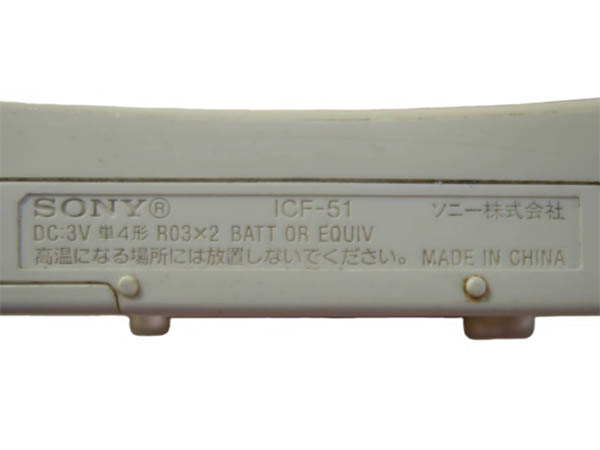 SONY® ICF-51 ソニー株式会社
DC:3V 単4形 R03×2 BATT OR EQUIV
高温になる場所には放置しないでください。 MADE IN CHINA